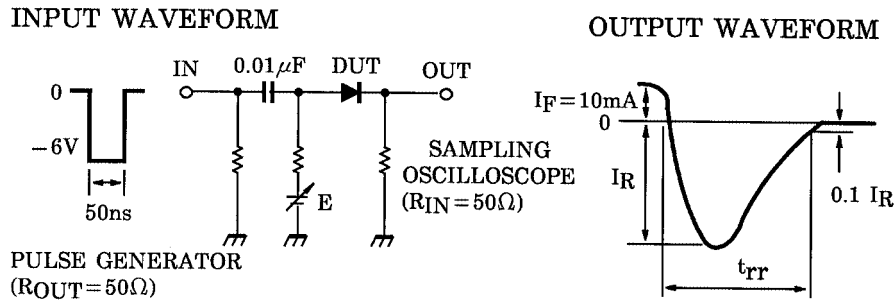 INPUT WAVEFORM
0
−6V
50ns
PULSE GENERATOR
(ROUT=50Ω)
IN
0.01μF
DUT
OUT
E
SAMPLING
OSCILLOSCOPE
(RIN=50Ω)
OUTPUT WAVEFORM
IF=10mA
0
IR
0.1 IR
trr